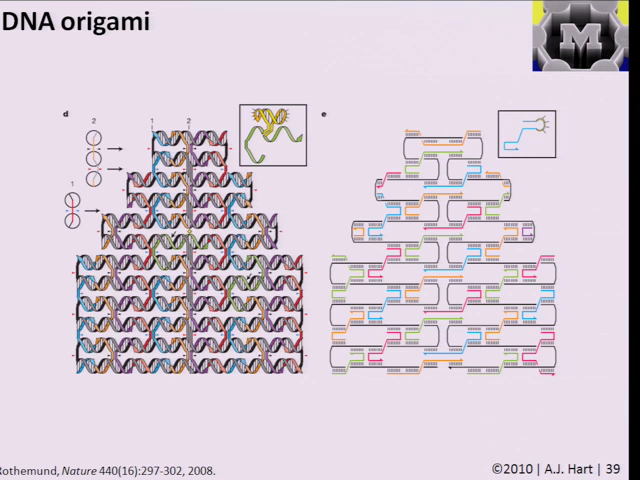 DNA origami
M
d
2
1
2
e
1
Rothemund, Nature 440(16):297-302, 2008.
©2010 | A.J. Hart | 39